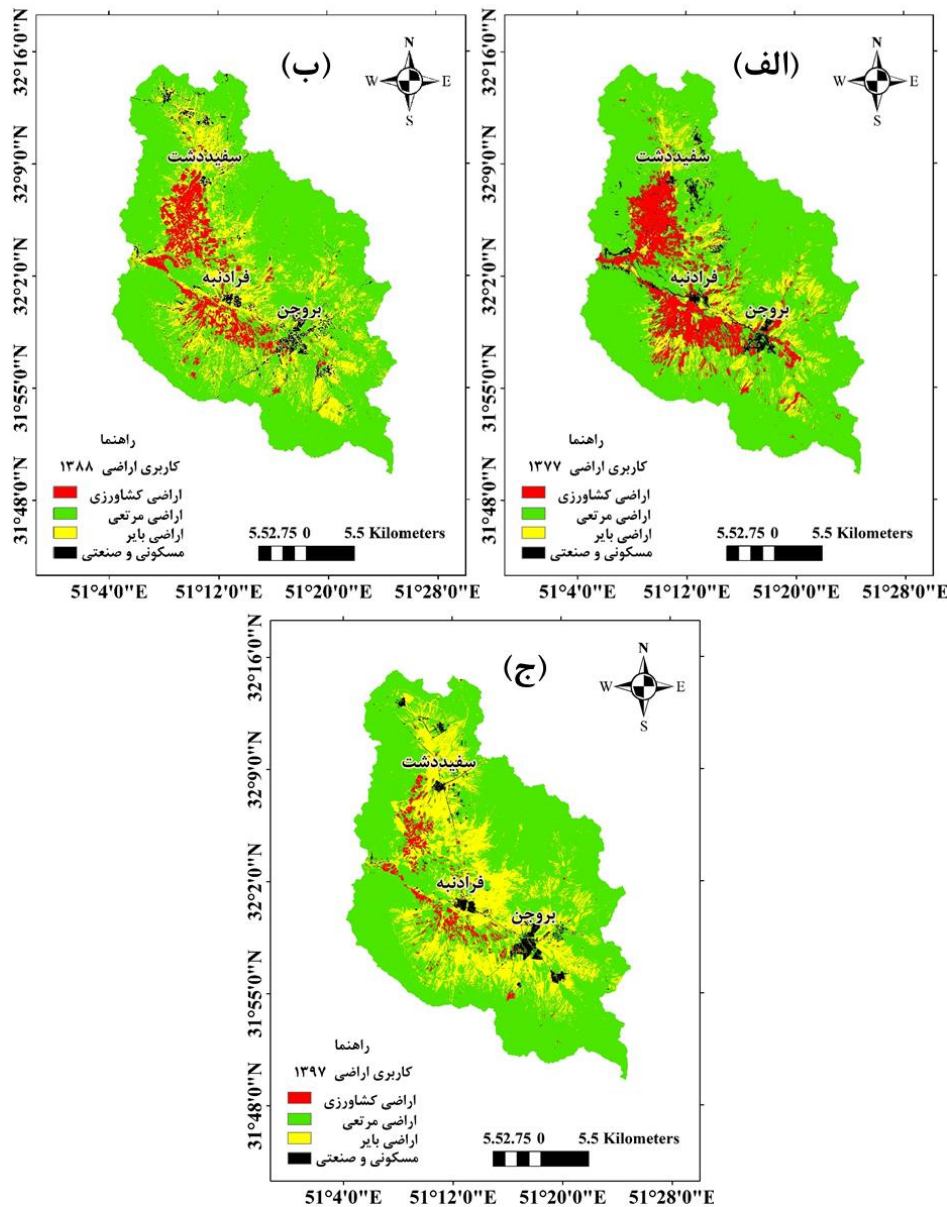 (الف)
N
W E
S
32°16'0"N
32°9'0"N
32°2'0"N
31°55'0"N
31°48'0"N
سفیددشت
فرادنبه
بروجن
راهنما
کاربری اراضی ۱۳۷۷
اراضی کشاورزی
اراضی مرتعی
اراضی بایر
مسکونی و صنعتی
5.52.75 0 5.5 Kilometers
51°4'0"E 51°12'0"E 51°20'0"E 51°28'0"E
(ب)
N
W E
S
32°16'0"N
32°9'0"N
32°2'0"N
31°55'0"N
31°48'0"N
سفیددشت
فرادنبه
بروجن
راهنما
کاربری اراضی ۱۳۸۸
اراضی کشاورزی
اراضی مرتعی
اراضی بایر
مسکونی و صنعتی
5.52.75 0 5.5 Kilometers
51°4'0"E 51°12'0"E 51°20'0"E 51°28'0"E
(ج)
N
W E
S
32°16'0"N
32°9'0"N
32°2'0"N
31°55'0"N
31°48'0"N
سفیددشت
فرادنبه
بروجن
راهنما
کاربری اراضی ۱۳۹۷
اراضی کشاورزی
اراضی مرتعی
اراضی بایر
مسکونی و صنعتی
5.52.75 0 5.5 Kilometers
51°4'0"E 51°12'0"E 51°20'0"E 51°28'0"E